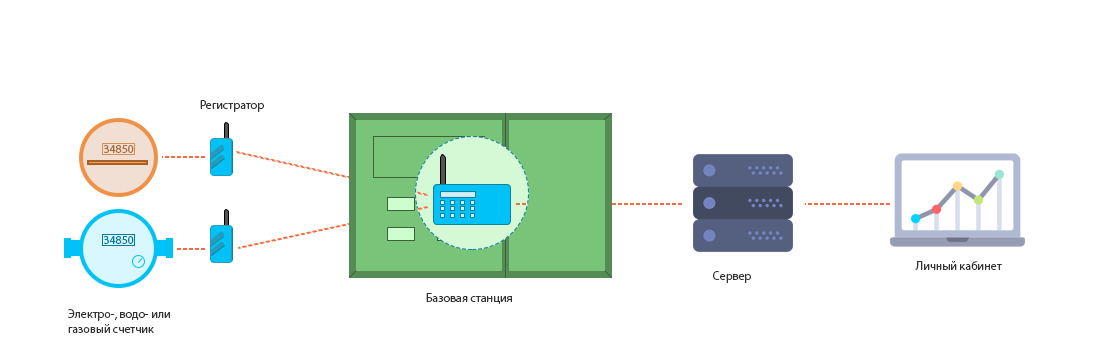 Регистратор
34850
34850
Электро-, водо- или
газовый счетчик
Базовая станция
Сервер
Личный кабинет